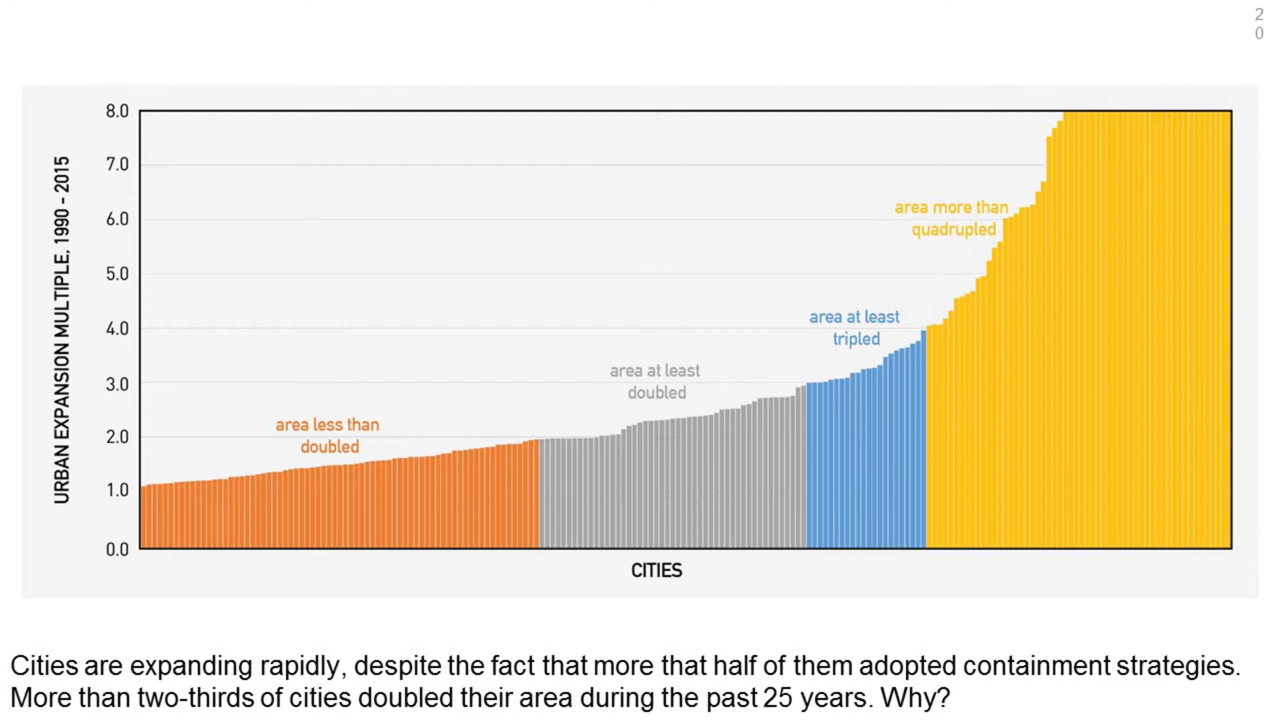 2
0
8.0
7.0
6.0
5.0
4.0
3.0
2.0
1.0
0.0
URBAN EXPANSION MULTIPLE, 1990 - 2015
area less than
doubled
area at least
doubled
area at least
tripled
area more than
quadrupled
CITIES
Cities are expanding rapidly, despite the fact that more that half of them adopted containment strategies.
More than two-thirds of cities doubled their area during the past 25 years. Why?